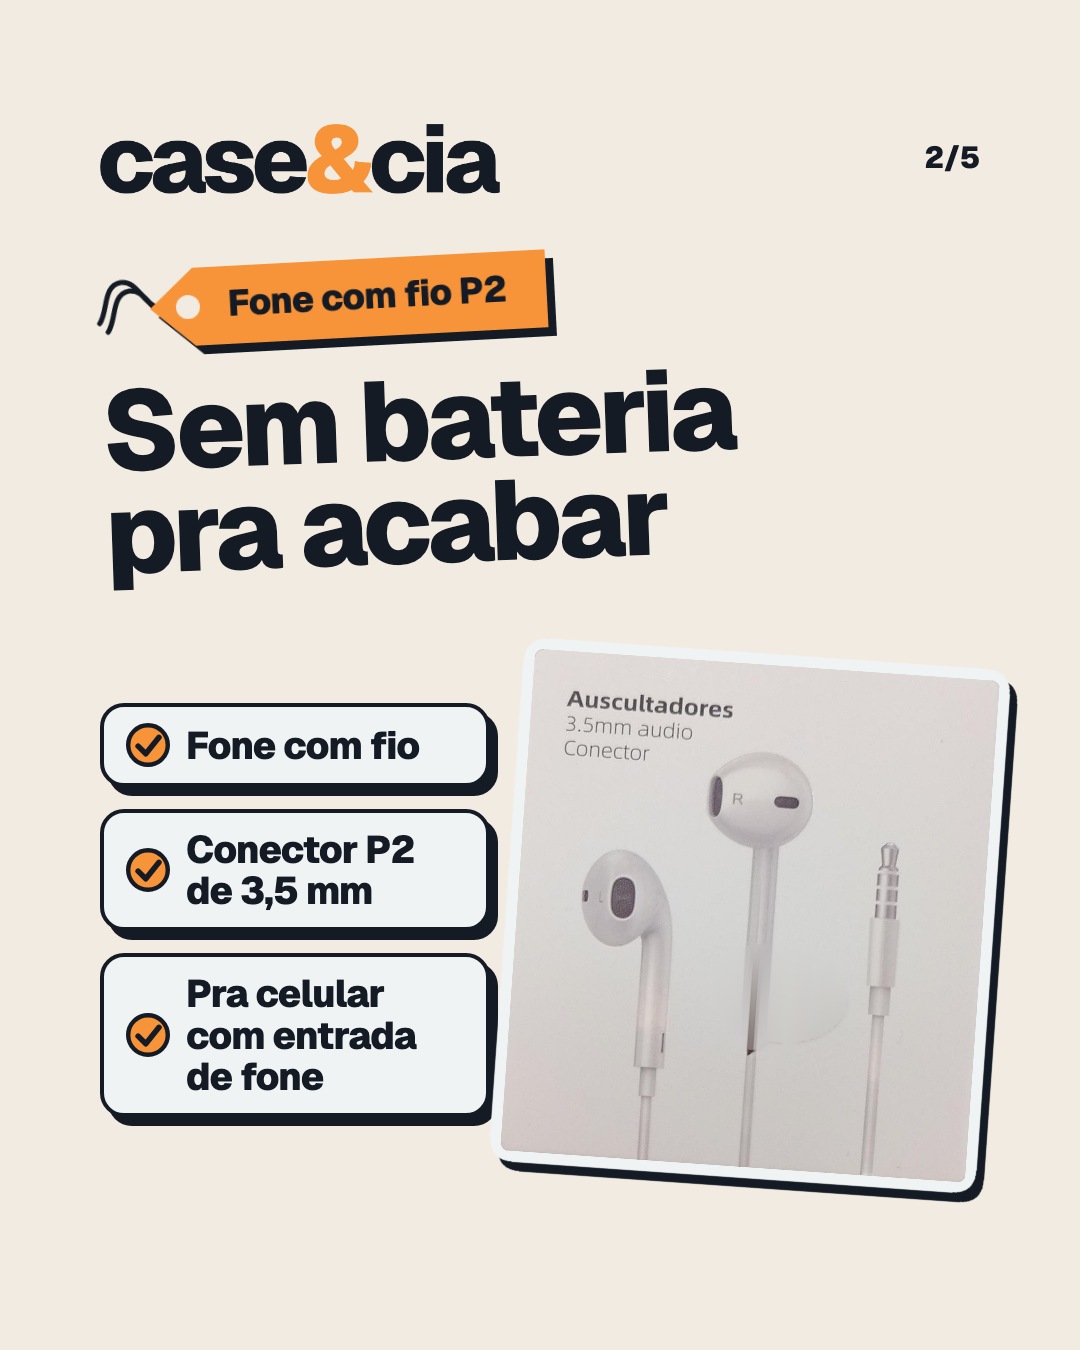 case&cia
2/5
Fone com fio P2
Sem bateria
pra acabar
Fone com fio
Conector P2
de 3,5 mm
Pra celular
com entrada
de fone
Auscultadores
3.5mm audio
Conector
R
L